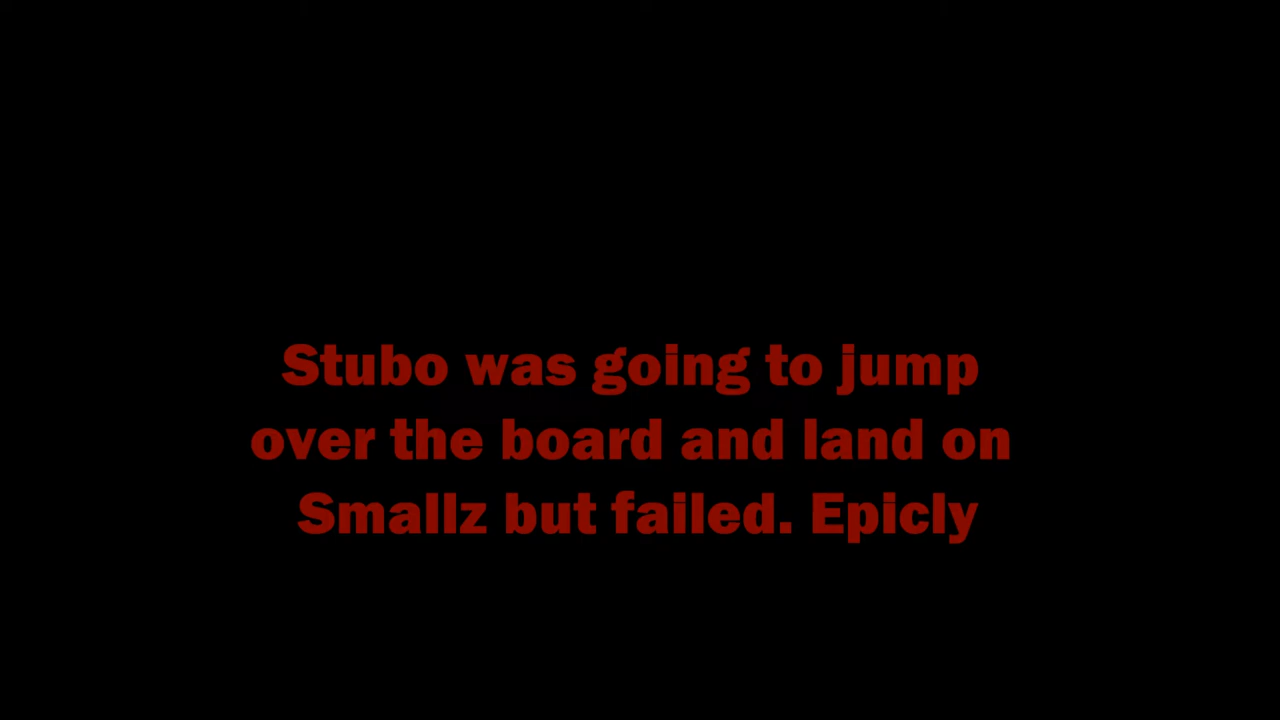 Stubo was going to jump
over the board and land on
Smallz but failed. Epicly